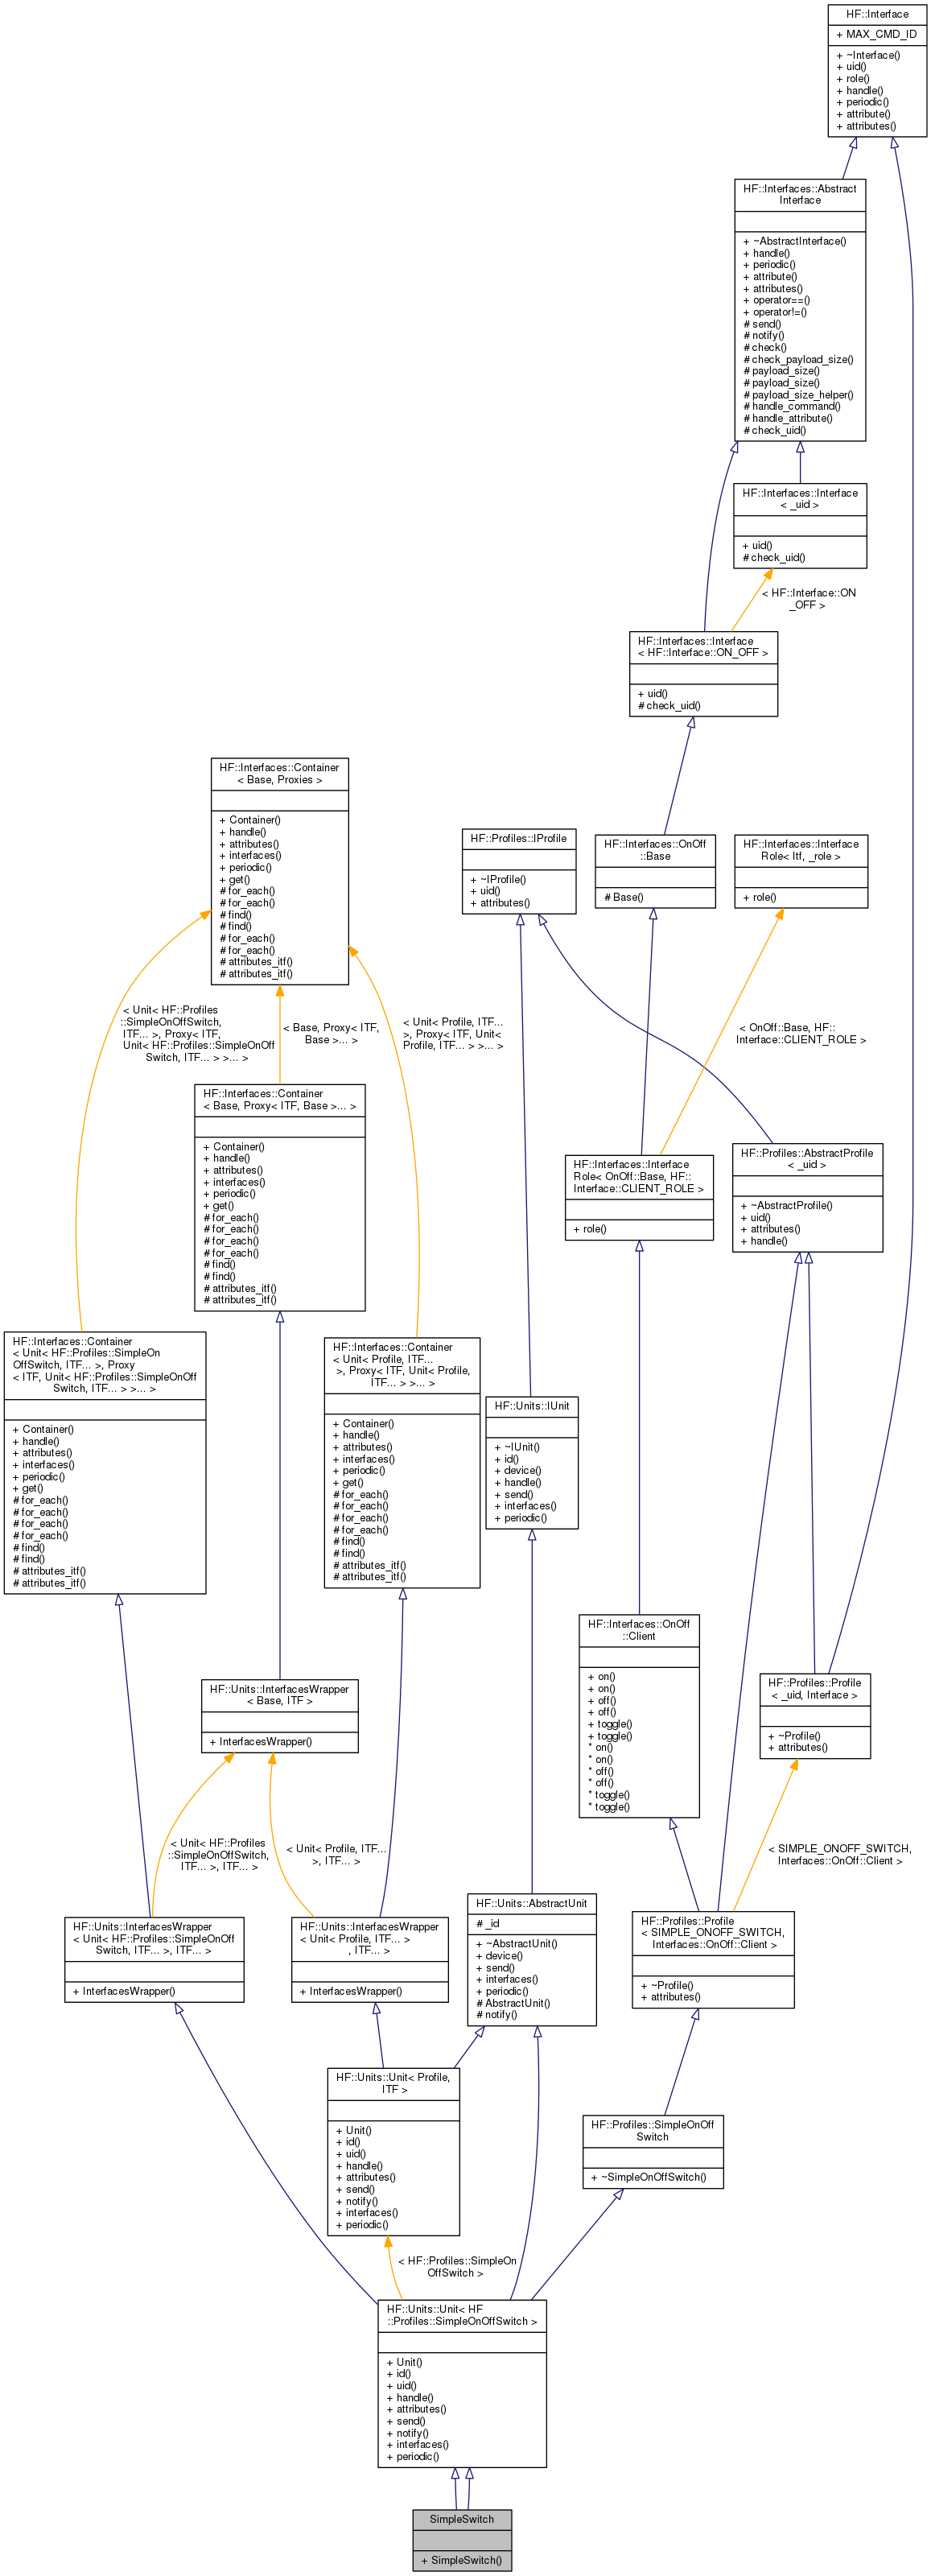 HF::Interface
+ MAX_CMD_ID
+ ~Interface()
+ uid()
+ role()
+ handle()
+ periodic()
+ attribute()
+ attributes()
HF::Interfaces::Abstract
Interface
+ ~AbstractInterface()
+ handle()
+ periodic()
+ attribute()
+ attributes()
+ operator==()
+ operator!=()
# send()
# notify()
# check()
# check_payload_size()
# payload_size()
# payload_size()
# payload_size_helper()
# handle_command()
# handle_attribute()
# check_uid()
HF::Interfaces::Interface
< _uid >
+ uid()
# check_uid()
< HF::Interface::ON
_OFF >
HF::Interfaces::Interface
< HF::Interface::ON_OFF >
+ uid()
# check_uid()
HF::Interfaces::Container
< Base, Proxies >
+ Container()
+ handle()
+ attributes()
+ interfaces()
+ periodic()
+ get()
# for_each()
# for_each()
# find()
# find()
# for_each()
# for_each()
# attributes_itf()
# attributes_itf()
HF::Profiles::IProfile
+ ~IProfile()
+ uid()
+ attributes()
HF::Interfaces::OnOff
::Base
# Base()
HF::Interfaces::Interface
Role< Itf, _role >
+ role()
< Unit< HF::Profiles
::SimpleOnOffSwitch,
ITF... >, Proxy< ITF,
Unit< HF::Profiles::SimpleOnOff
Switch, ITF... > >... >
< Base, Proxy< ITF,
Base >... >
< Unit< Profile, ITF...
>, Proxy< ITF, Unit<
Profile, ITF... > >... >
< OnOff::Base, HF::
Interface::CLIENT_ROLE >
HF::Interfaces::Container
< Base, Proxy< ITF, Base >... >
+ Container()
+ handle()
+ attributes()
+ interfaces()
+ periodic()
+ get()
# for_each()
# for_each()
# for_each()
# for_each()
# find()
# find()
# attributes_itf()
# attributes_itf()
HF::Interfaces::Interface
Role< OnOff::Base, HF::
Interface::CLIENT_ROLE >
+ role()
HF::Profiles::AbstractProfile
< _uid >
+ ~AbstractProfile()
+ uid()
+ attributes()
+ handle()
HF::Interfaces::Container
< Unit< HF::Profiles::SimpleOn
OffSwitch, ITF... >, Proxy
< ITF, Unit< HF::Profiles::SimpleOnOff
Switch, ITF... > >... >
+ Container()
+ handle()
+ attributes()
+ interfaces()
+ periodic()
+ get()
# for_each()
# for_each()
# for_each()
# for_each()
# find()
# find()
# attributes_itf()
# attributes_itf()
HF::Interfaces::Container
< Unit< Profile, ITF...
>, Proxy< ITF, Unit< Profile,
ITF... > >... >
+ Container()
+ handle()
+ attributes()
+ interfaces()
+ periodic()
+ get()
# for_each()
# for_each()
# for_each()
# for_each()
# find()
# find()
# attributes_itf()
# attributes_itf()
HF::Units::IUnit
+ ~IUnit()
+ id()
+ device()
+ handle()
+ send()
+ interfaces()
+ periodic()
HF::Interfaces::OnOff
::Client
+ on()
+ on()
+ off()
+ off()
+ toggle()
+ toggle()
* on()
* on()
* off()
* off()
* toggle()
* toggle()
HF::Profiles::Profile
< _uid, Interface >
+ ~Profile()
+ attributes()
HF::Units::InterfacesWrapper
< Base, ITF >
+ InterfacesWrapper()
< Unit< HF::Profiles
::SimpleOnOffSwitch,
ITF... >, ITF... >
< Unit< Profile, ITF...
>, ITF... >
< SIMPLE_ONOFF_SWITCH,
Interfaces::OnOff::Client >
HF::Units::InterfacesWrapper
< Unit< HF::Profiles::SimpleOnOff
Switch, ITF... >, ITF... >
+ InterfacesWrapper()
HF::Units::InterfacesWrapper
< Unit< Profile, ITF... >
, ITF... >
+ InterfacesWrapper()
HF::Units::AbstractUnit
# _id
+ ~AbstractUnit()
+ device()
+ send()
+ interfaces()
+ periodic()
# AbstractUnit()
# notify()
HF::Profiles::Profile
< SIMPLE_ONOFF_SWITCH,
Interfaces::OnOff::Client >
+ ~Profile()
+ attributes()
HF::Units::Unit< Profile,
ITF >
+ Unit()
+ id()
+ uid()
+ handle()
+ attributes()
+ send()
+ notify()
+ interfaces()
+ periodic()
HF::Profiles::SimpleOnOff
Switch
+ ~SimpleOnOffSwitch()
< HF::Profiles::SimpleOn
OffSwitch >
HF::Units::Unit< HF
::Profiles::SimpleOnOffSwitch >
+ Unit()
+ id()
+ uid()
+ handle()
+ attributes()
+ send()
+ notify()
+ interfaces()
+ periodic()
SimpleSwitch
+ SimpleSwitch()